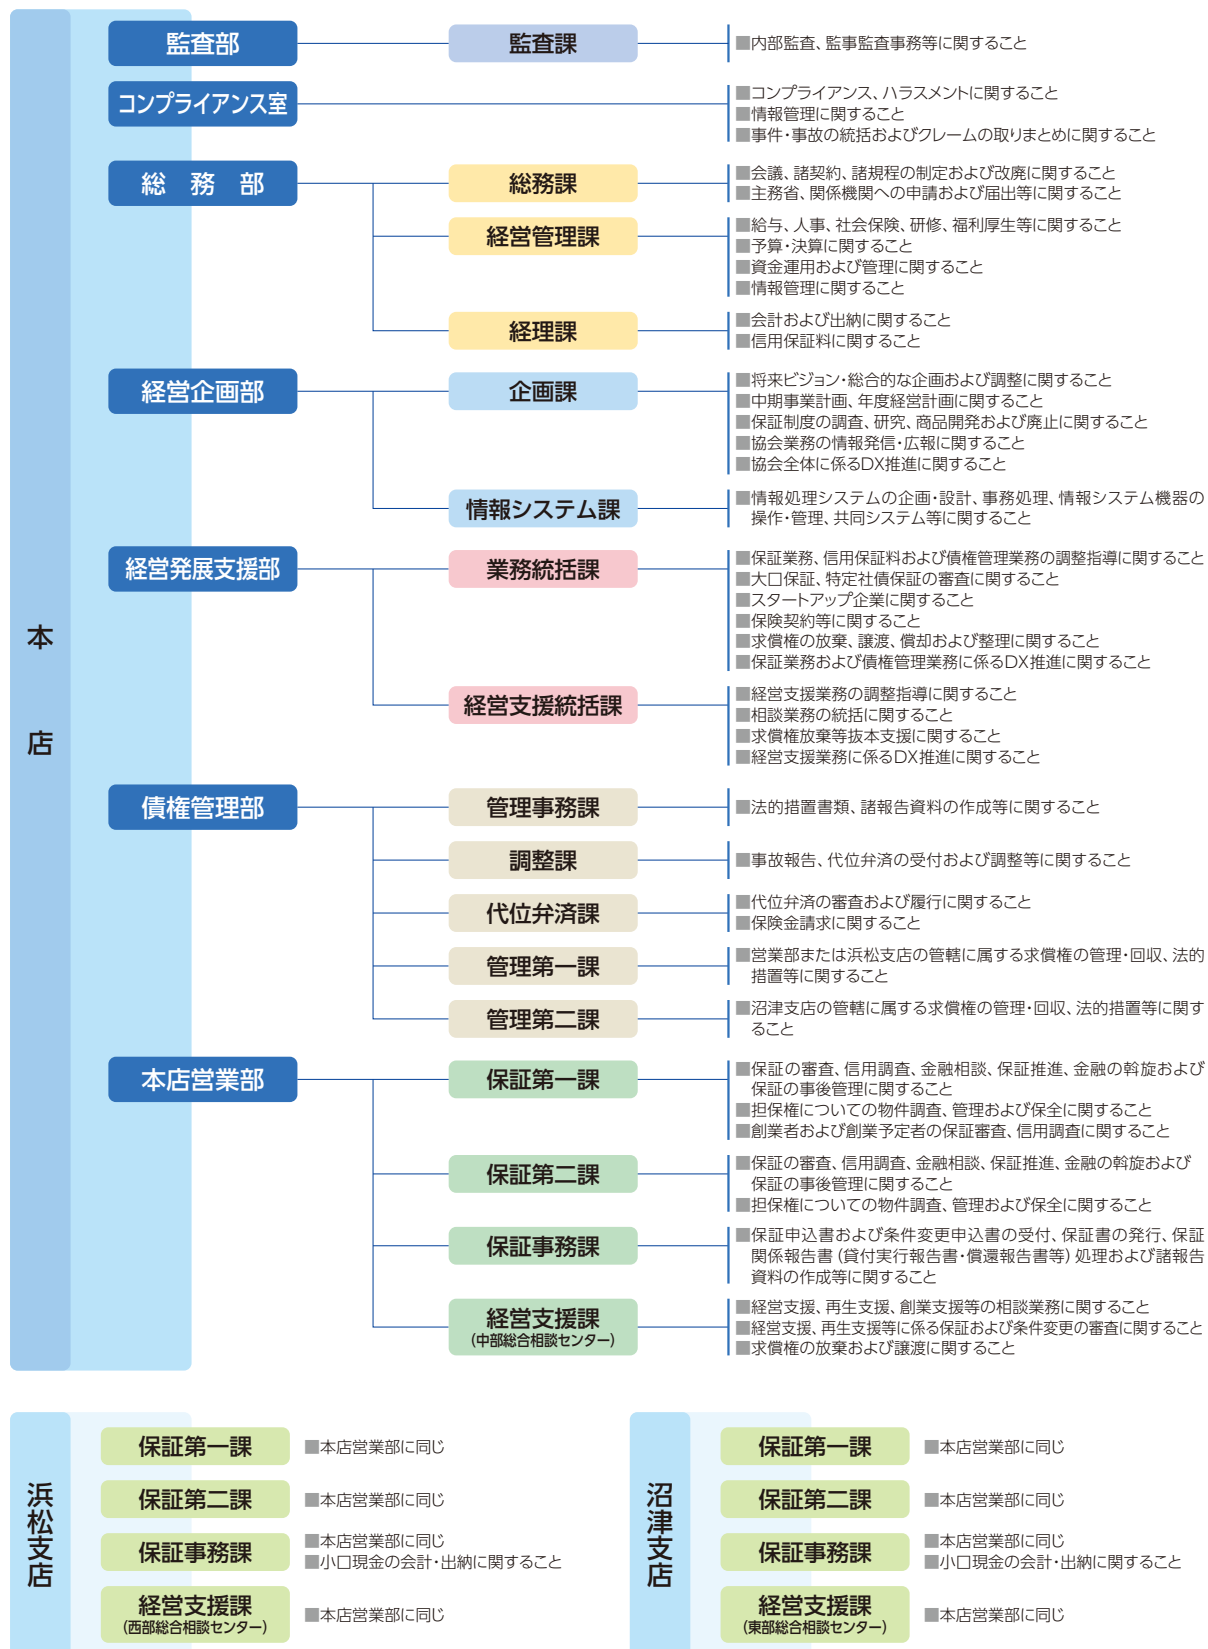 本店
監査部
監査課
■内部監査、監事監査事務等に関すること
コンプライアンス室
■コンプライアンス、ハラスメントに関すること
■情報管理に関すること
■事件・事故の統括およびクレームの取りまとめに関すること
総務部
総務課
■会議、諸契約、諸規程の制定および改廃に関すること
■主務省、関係機関への申請および届出等に関すること
経営管理課
■給与、人事、社会保険、研修、福利厚生等に関すること
■予算・決算に関すること
■資金運用および管理に関すること
■情報管理に関すること
経理課
■会計および出納に関すること
■信用保証料に関すること
経営企画部
企画課
■将来ビジョン・総合的な企画および調整に関すること
■中期事業計画、年度経営計画に関すること
■保証制度の調査、研究、商品開発および廃止に関すること
■協会業務の情報発信・広報に関すること
■協会全体に係るDX推進に関すること
情報システム課
■情報処理システムの企画・設計、事務処理、情報システム機器の
操作・管理、共同システム等に関すること
経営発展支援部
業務統括課
■保証業務、信用保証料および債権管理業務の調整指導に関すること
■大口保証、特定社債保証の審査に関すること
■スタートアップ企業に関すること
■保険契約等に関すること
■求償権の放棄、譲渡、償却および整理に関すること
■保証業務および債権管理業務に係るDX推進に関すること
経営支援統括課
■経営支援業務の調整指導に関すること
■相談業務の統括に関すること
■求償権放棄等抜本支援に関すること
■経営支援業務に係るDX推進に関すること
債権管理部
管理事務課
■法的措置書類、諸報告資料の作成等に関すること
調整課
■事故報告、代位弁済の受付および調整等に関すること
代位弁済課
■代位弁済の審査および履行に関すること
■保険金請求に関すること
管理第一課
■営業部または浜松支店の管轄に属する求償権の管理・回収、法的
措置等に関すること
管理第二課
■沼津支店の管轄に属する求償権の管理・回収、法的措置等に関す
ること
本店営業部
保証第一課
■保証の審査、信用調査、金融相談、保証推進、金融の斡旋および
保証の事後管理に関すること
■担保権についての物件調査、管理および保全に関すること
■創業者および創業予定者の保証審査、信用調査に関すること
保証第二課
■保証の審査、信用調査、金融相談、保証推進、金融の斡旋および
保証の事後管理に関すること
■担保権についての物件調査、管理および保全に関すること
保証事務課
■保証申込書および条件変更申込書の受付、保証書の発行、保証
関係報告書(貸付実行報告書・償還報告書等)処理および諸報告
資料の作成等に関すること
経営支援課
(中部総合相談センター)
■経営支援、再生支援、創業支援等の相談業務に関すること
■経営支援、再生支援等に係る保証および条件変更の審査に関すること
■求償権の放棄および譲渡に関すること
浜松支店
保証第一課
■本店営業部に同じ
保証第二課
■本店営業部に同じ
保証事務課
■本店営業部に同じ
■小口現金の会計・出納に関すること
経営支援課
(西部総合相談センター)
■本店営業部に同じ
沼津支店
保証第一課
■本店営業部に同じ
保証第二課
■本店営業部に同じ
保証事務課
■本店営業部に同じ
■小口現金の会計・出納に関すること
経営支援課
(東部総合相談センター)
■本店営業部に同じ